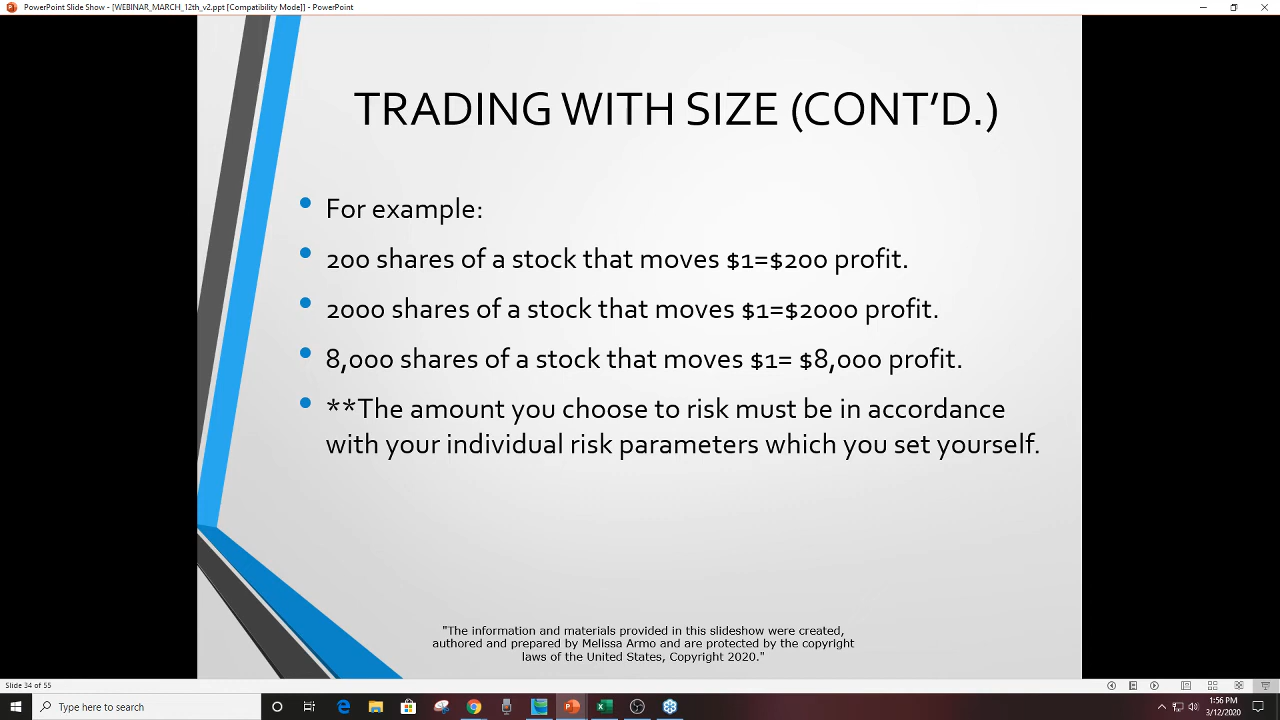 PowerPoint Slide Show - [WEBINAR_MARCH_12th_v2.ppt [Compatibility Mode]] - PowerPoint
TRADING WITH SIZE (CONT’D.)
• For example:
• 200 shares of a stock that moves $1=$200 profit.
• 2000 shares of a stock that moves $1=$2000 profit.
• 8,000 shares of a stock that moves $1= $8,000 profit.
• **The amount you choose to risk must be in accordance
with your individual risk parameters which you set yourself.
"The information and materials provided in this slideshow were created,
authored and prepared by Melissa Armo and are protected by the copyright
laws of the United States, Copyright 2020."
Slide 34 of 55
Type here to search
1:56 PM
3/12/2020